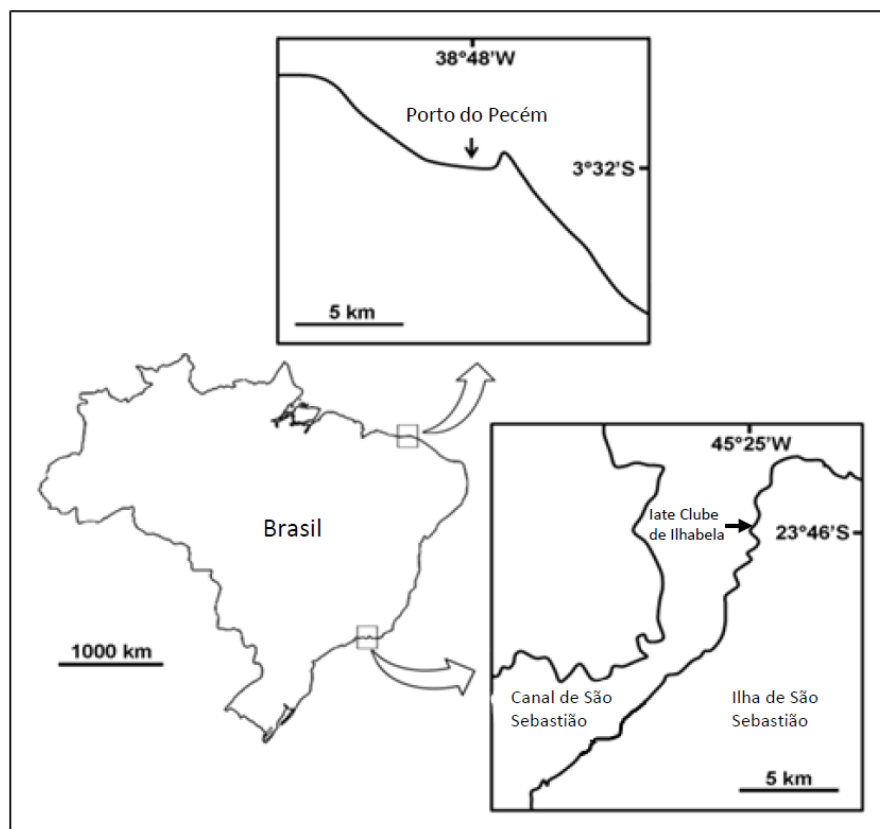 38°48'W
Porto do Pecém
3°32'S
5 km
Brasil
1000 km
45°25'W
Iate Clube
de Ilhabela
23°46'S
Canal de São
Sebastião
Ilha de São
Sebastião
5 km